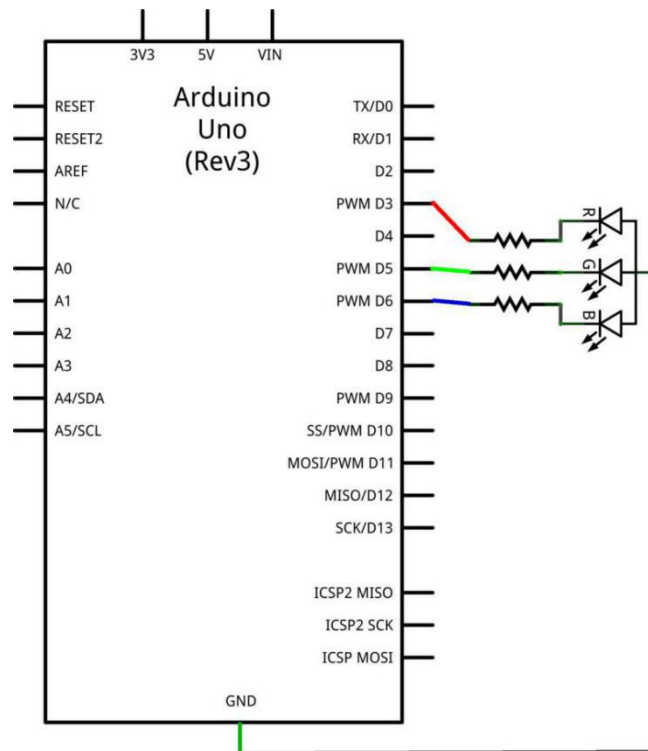 3V3
5V
VIN
Arduino
Uno
(Rev3)
RESET
RESET2
AREF
N/C
A0
A1
A2
A3
A4/SDA
A5/SCL
TX/D0
RX/D1
D2
PWM D3
D4
PWM D5
PWM D6
D7
D8
PWM D9
SS/PWM D10
MOSI/PWM D11
MISO/D12
SCK/D13
ICSP2 MISO
ICSP2 SCK
ICSP MOSI
GND
R
G
B